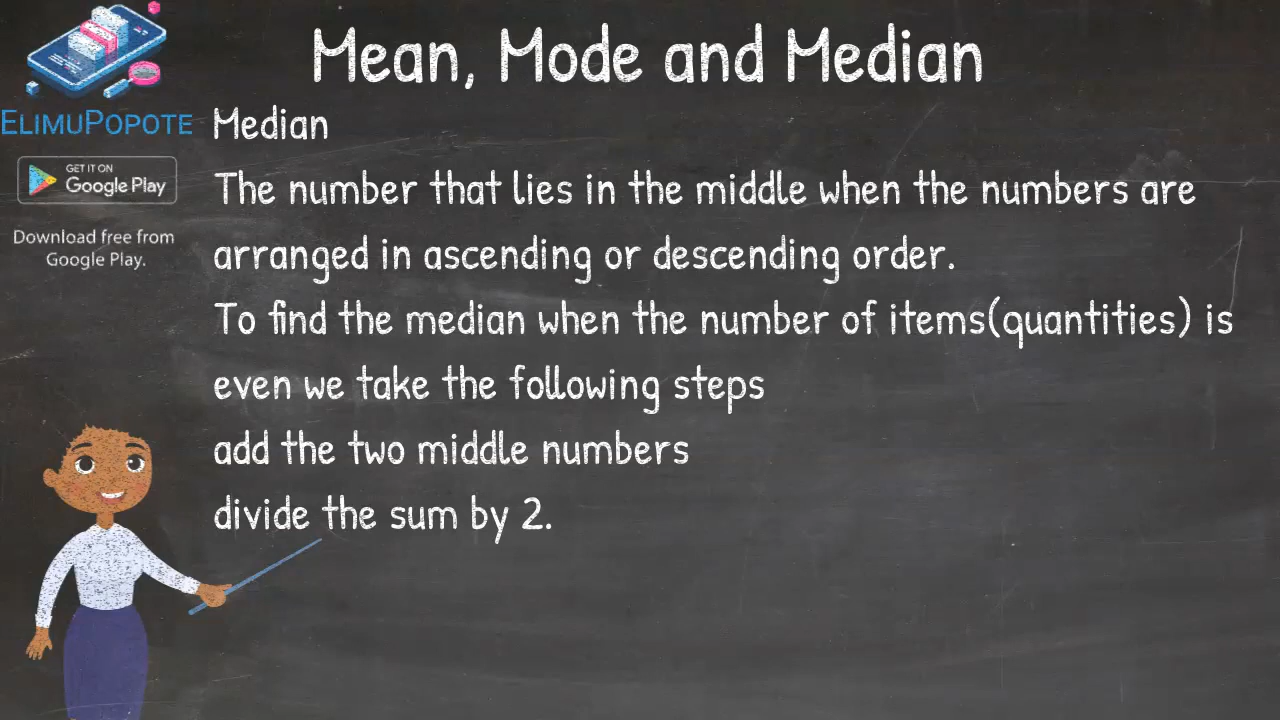 Mean, Mode and Median
ELIMUPOPOTE
GET IT ON
Google Play
Download free from
Google Play.
Median
The number that lies in the middle when the numbers are
arranged in ascending or descending order.
To find the median when the number of items(quantities) is
even we take the following steps
add the two middle numbers
divide the sum by 2.